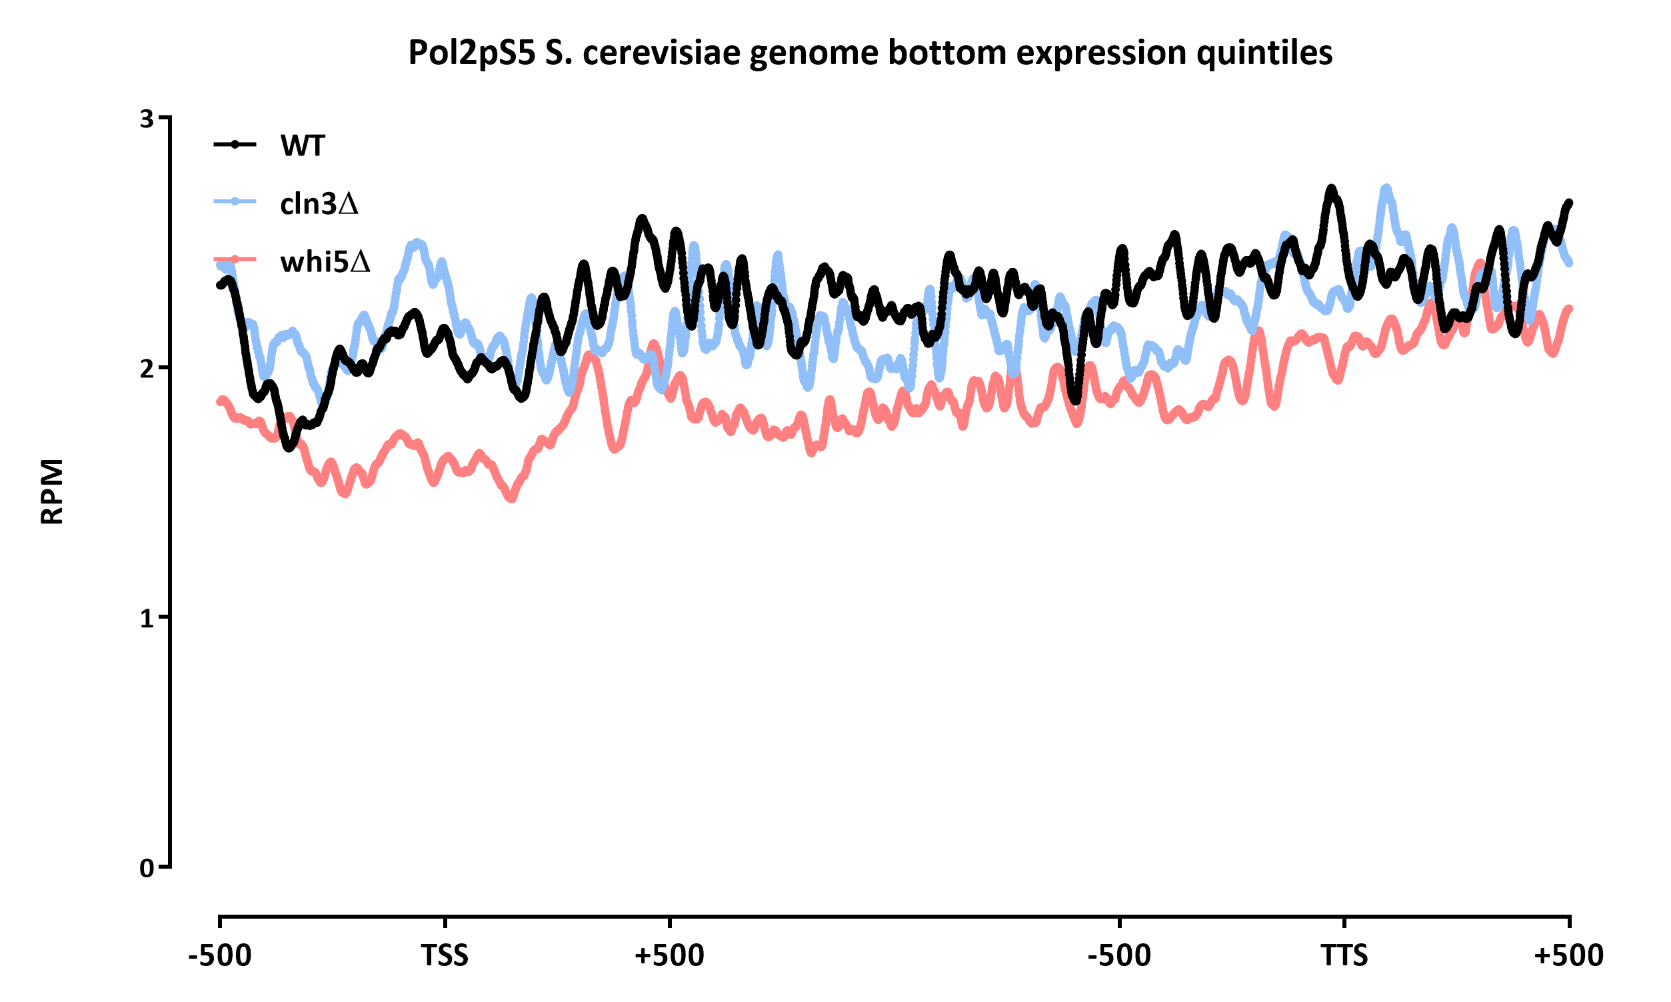 Pol2pS5 S. cerevisiae genome bottom expression quintiles
3
WT
cln3Δ
whi5Δ
2
RPM
1
0
-500 TSS +500 -500 TTS +500